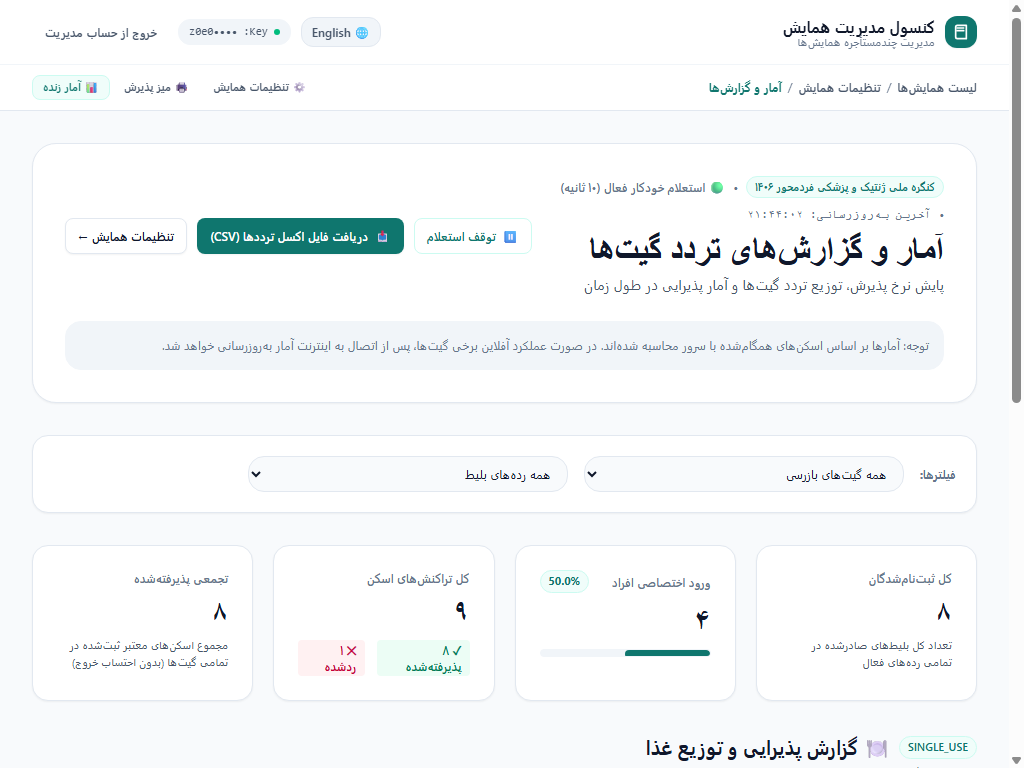 کنسول مدیریت همایش
مدیریت چندمستاجره همایش‌ها
English
Key: z0e0••••
خروج از حساب مدیریت
لیست همایش‌ها / تنظیمات همایش / آمار و گزارش‌ها
تنظیمات همایش
میز پذیرش
آمار زنده
کنگره ملی ژنتیک و پزشکی فردمحور ۱۴۰۶
• استعلام خودکار فعال (۱۰ ثانیه)
• آخرین به‌روزرسانی: ۲۱:۴۴:۰۲
آمار و گزارش‌های تردد گیت‌ها
پایش نرخ پذیرش، توزیع تردد گیت‌ها و آمار پذیرایی در طول زمان
توقف استعلام
دریافت فایل اکسل ترددها (CSV)
تنظیمات همایش ←
توجه: آمارها بر اساس اسکن‌های همگام‌شده با سرور محاسبه شده‌اند. در صورت عملکرد آفلاین برخی گیت‌ها، پس از اتصال به اینترنت آمار به‌روزرسانی خواهد شد.
فیلترها:
همه گیت‌های بازرسی
همه رده‌های بلیط
کل ثبت‌نام‌شدگان
۸
تعداد کل بلیط‌های صادرشده در
تمامی رده‌های فعال
ورود اختصاصی افراد
50.0%
۴
کل تراکنش‌های اسکن
۹
✓ ۸
پذیرفته‌شده
✕ ۱
ردشده
تجمعی پذیرفته‌شده
۸
مجموع اسکن‌های معتبر ثبت‌شده در
تمامی گیت‌ها (بدون احتساب خروج)
SINGLE_USE
گزارش پذیرایی و توزیع غذا